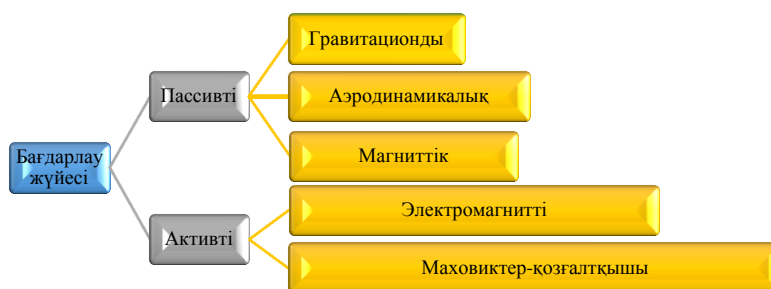 Бағдарлау
жүйесі
Пассивті
Гравитационды
Аэродинамикалық
Магниттік
Активті
Электромагнитті
Маховиктер-қозғалтқышы